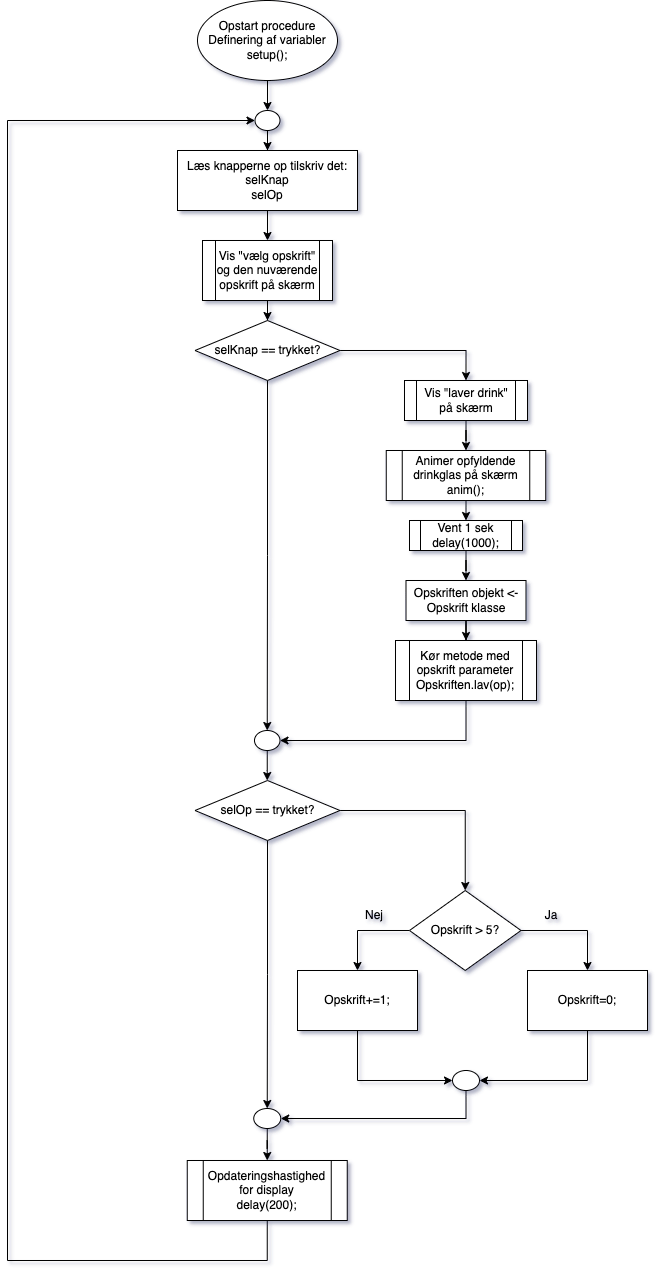 Opstart procedure
Definering af variabler
setup();
Læs knapperne op tilskriv det:
selKnap
selOp
Vis "vælg opskrift"
og den nuværende
opskrift på skærm
selKnap == trykket?
Vis "laver drink"
på skærm
Animer opfyldende
drinkglas på skærm
anim();
Vent 1 sek
delay(1000);
Opskriften objekt <-
Opskrift klasse
Kør metode med
opskrift parameter
Opskriften.lav(op);
selOp == trykket?
Opskrift > 5?
Nej
Ja
Opskrift+=1;
Opskrift=0;
Opdateringshastighed
for display
delay(200);